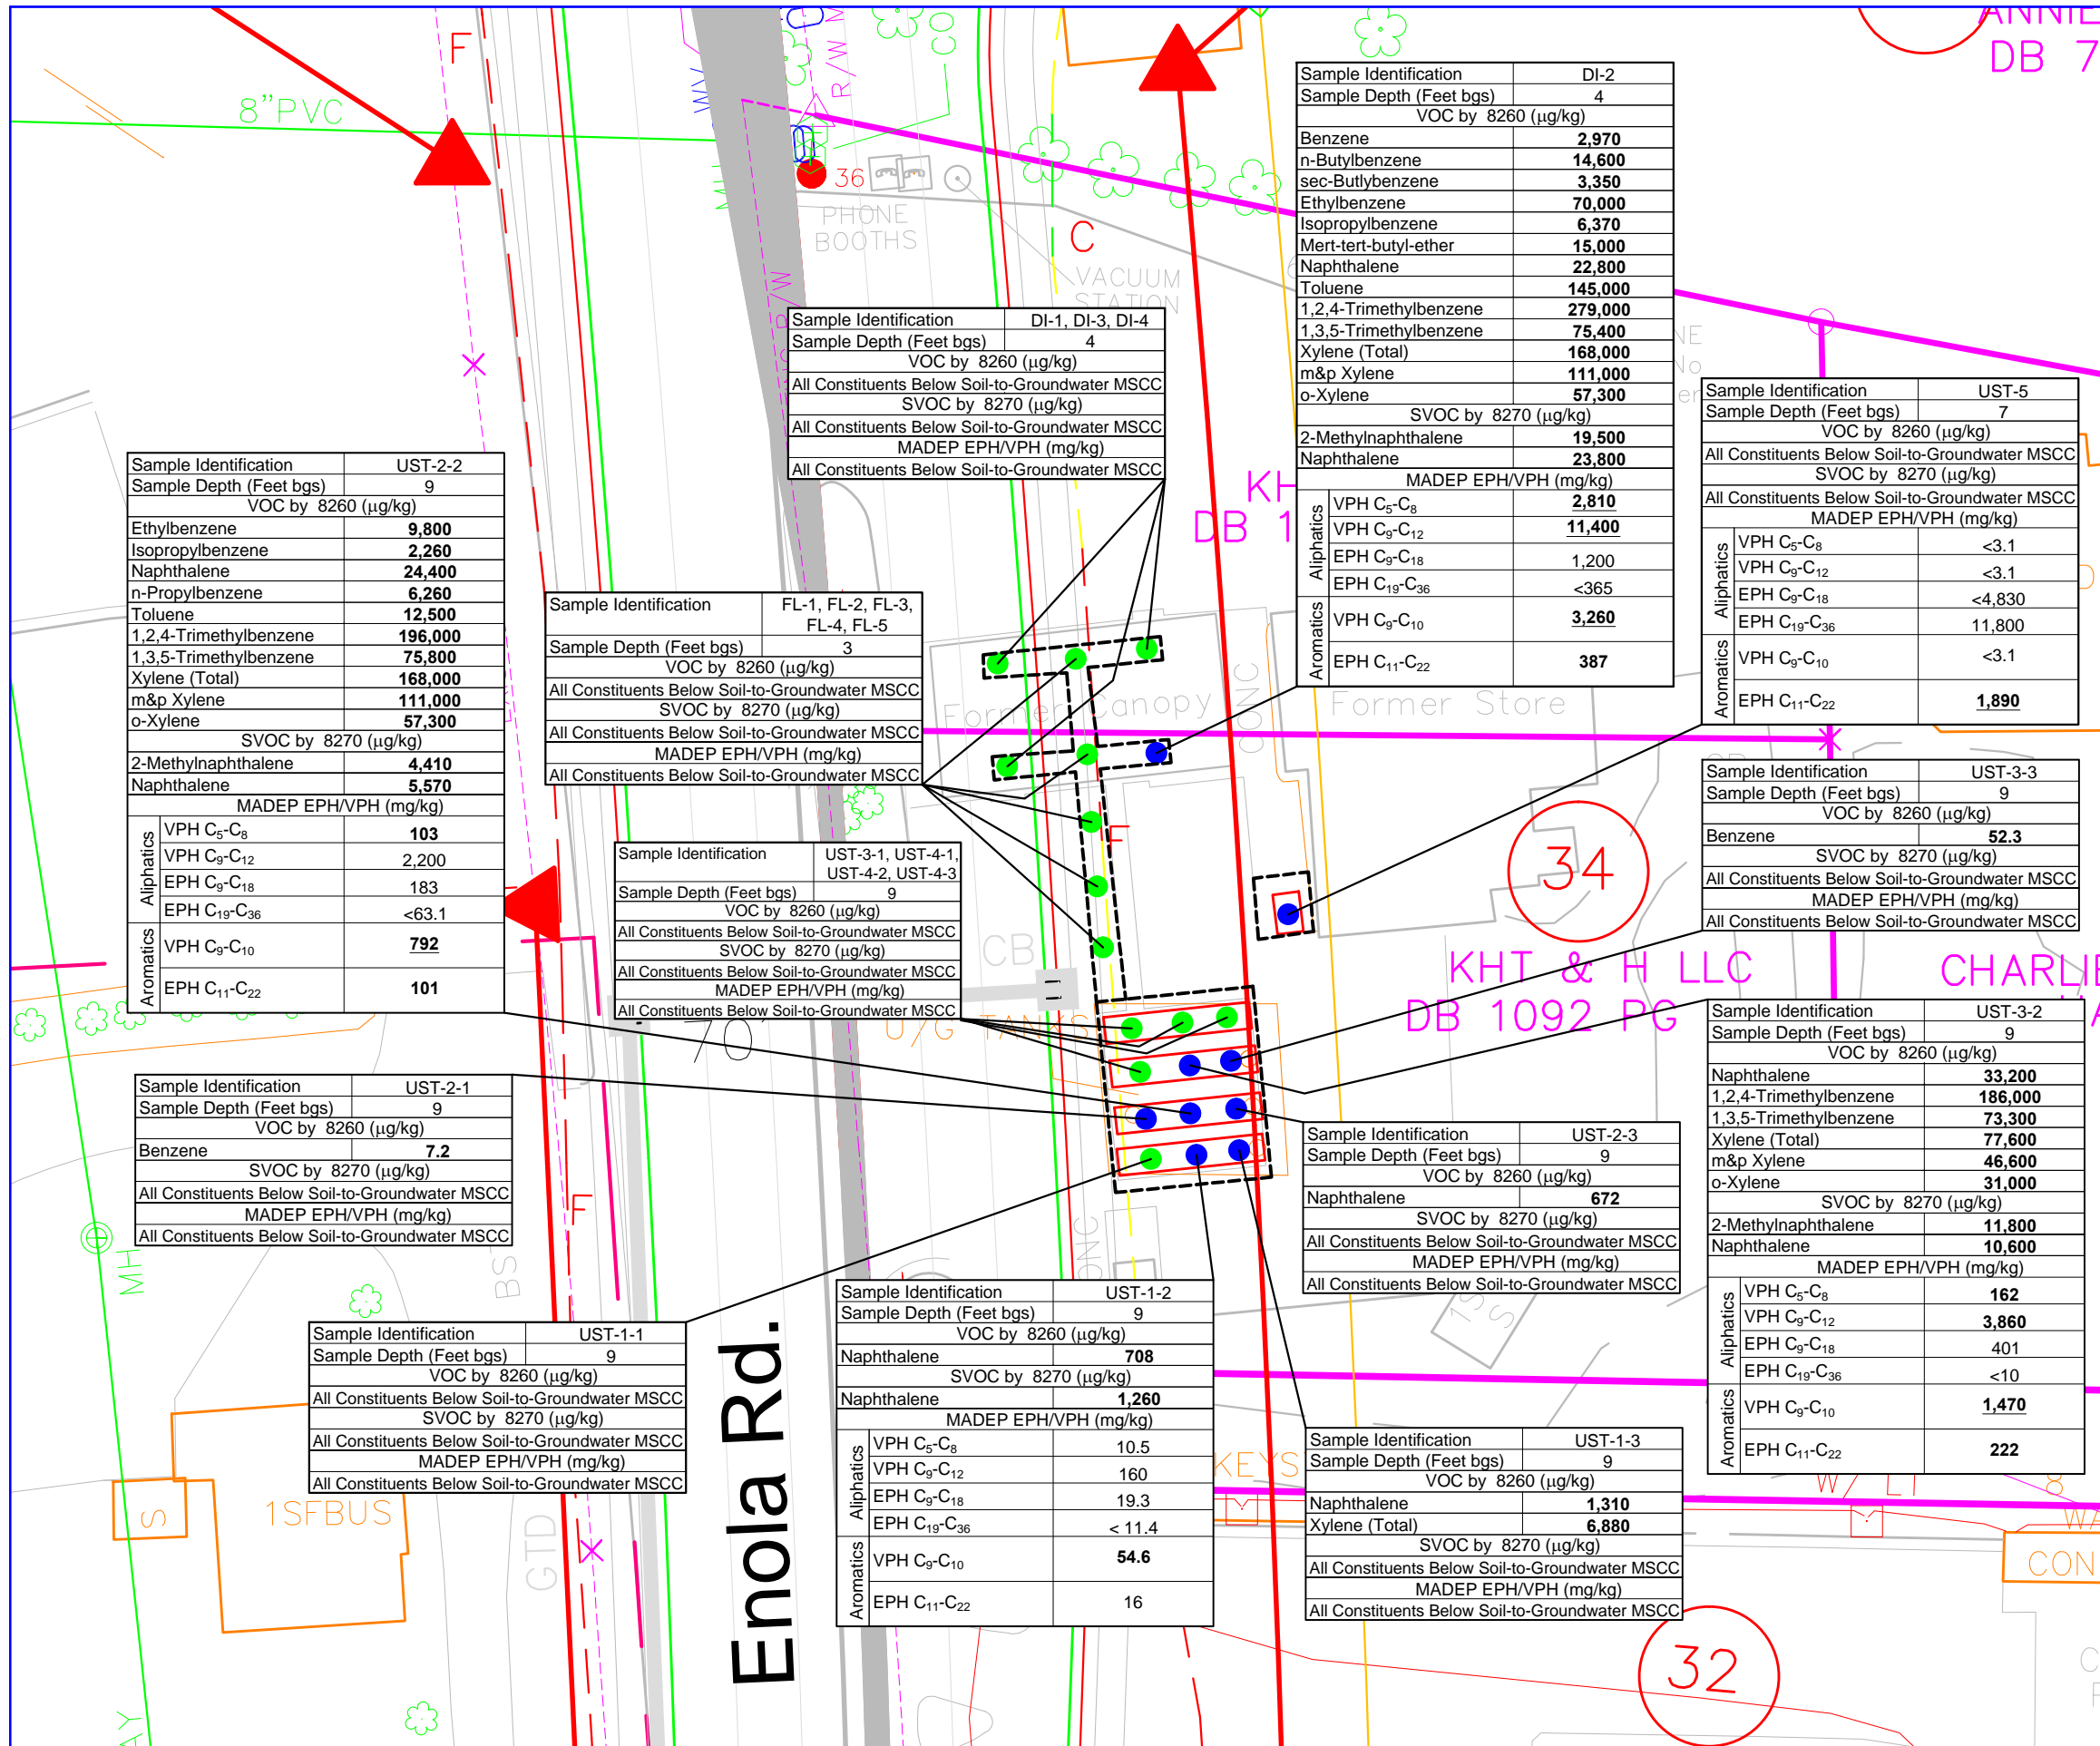 F
8"PVC
36
PHONE
BOOTHS
R/W M
CO
WV
ANNIE
DB 7
C
VACUUM
STATION
Sample Identification DI-2
Sample Depth (Feet bgs) 4
VOC by 8260 (µg/kg)
Benzene 2,970
n-Butylbenzene 14,600
sec-Butlybenzene 3,350
Ethylbenzene 70,000
Isopropylbenzene 6,370
Mert-tert-butyl-ether 15,000
Naphthalene 22,800
Toluene 145,000
1,2,4-Trimethylbenzene 279,000
1,3,5-Trimethylbenzene 75,400
Xylene (Total) 168,000
m&p Xylene 111,000
o-Xylene 57,300
SVOC by 8270 (µg/kg)
2-Methylnaphthalene 19,500
Naphthalene 23,800
MADEP EPH/VPH (mg/kg)
Aliphatics
VPH C₅-C₈ 2,810
VPH C₉-C₁₂ 11,400
EPH C₉-C₁₈ 1,200
EPH C₁₉-C₃₆ <365
Aromatics
VPH C₉-C₁₀ 3,260
EPH C₁₁-C₂₂ 387
Sample Identification DI-1, DI-3, DI-4
Sample Depth (Feet bgs) 4
VOC by 8260 (µg/kg)
All Constituents Below Soil-to-Groundwater MSCC
SVOC by 8270 (µg/kg)
All Constituents Below Soil-to-Groundwater MSCC
MADEP EPH/VPH (mg/kg)
All Constituents Below Soil-to-Groundwater MSCC
Sample Identification UST-5
Sample Depth (Feet bgs) 7
VOC by 8260 (µg/kg)
All Constituents Below Soil-to-Groundwater MSCC
SVOC by 8270 (µg/kg)
All Constituents Below Soil-to-Groundwater MSCC
MADEP EPH/VPH (mg/kg)
Aliphatics
VPH C₅-C₈ <3.1
VPH C₉-C₁₂ <3.1
EPH C₉-C₁₈ <4,830
EPH C₁₉-C₃₆ 11,800
Aromatics
VPH C₉-C₁₀ <3.1
EPH C₁₁-C₂₂ 1,890
Sample Identification UST-2-2
Sample Depth (Feet bgs) 9
VOC by 8260 (µg/kg)
Ethylbenzene 9,800
Isopropylbenzene 2,260
Naphthalene 24,400
n-Propylbenzene 6,260
Toluene 12,500
1,2,4-Trimethylbenzene 196,000
1,3,5-Trimethylbenzene 75,800
Xylene (Total) 168,000
m&p Xylene 111,000
o-Xylene 57,300
SVOC by 8270 (µg/kg)
2-Methylnaphthalene 4,410
Naphthalene 5,570
MADEP EPH/VPH (mg/kg)
Aliphatics
VPH C₅-C₈ 103
VPH C₉-C₁₂ 2,200
EPH C₉-C₁₈ 183
EPH C₁₉-C₃₆ <63.1
Aromatics
VPH C₉-C₁₀ 792
EPH C₁₁-C₂₂ 101
Sample Identification FL-1, FL-2, FL-3,
FL-4, FL-5
Sample Depth (Feet bgs) 3
VOC by 8260 (µg/kg)
All Constituents Below Soil-to-Groundwater MSCC
SVOC by 8270 (µg/kg)
All Constituents Below Soil-to-Groundwater MSCC
MADEP EPH/VPH (mg/kg)
All Constituents Below Soil-to-Groundwater MSCC
KH
DB 1
Former Canopy
CONC
Former Store
F
Sample Identification UST-3-1, UST-4-1,
UST-4-2, UST-4-3
Sample Depth (Feet bgs) 9
VOC by 8260 (µg/kg)
All Constituents Below Soil-to-Groundwater MSCC
SVOC by 8270 (µg/kg)
All Constituents Below Soil-to-Groundwater MSCC
MADEP EPH/VPH (mg/kg)
All Constituents Below Soil-to-Groundwater MSCC
CB
U/G TANKS
70'
34
KHT & H LLC
DB 1092 PG
CHARLIE
Sample Identification UST-3-3
Sample Depth (Feet bgs) 9
VOC by 8260 (µg/kg)
Benzene 52.3
SVOC by 8270 (µg/kg)
All Constituents Below Soil-to-Groundwater MSCC
MADEP EPH/VPH (mg/kg)
All Constituents Below Soil-to-Groundwater MSCC
Sample Identification UST-3-2
Sample Depth (Feet bgs) 9
VOC by 8260 (µg/kg)
Naphthalene 33,200
1,2,4-Trimethylbenzene 186,000
1,3,5-Trimethylbenzene 73,300
Xylene (Total) 77,600
m&p Xylene 46,600
o-Xylene 31,000
SVOC by 8270 (µg/kg)
2-Methylnaphthalene 11,800
Naphthalene 10,600
MADEP EPH/VPH (mg/kg)
Aliphatics
VPH C₅-C₈ 162
VPH C₉-C₁₂ 3,860
EPH C₉-C₁₈ 401
EPH C₁₉-C₃₆ <10
Aromatics
VPH C₉-C₁₀ 1,470
EPH C₁₁-C₂₂ 222
Sample Identification UST-2-1
Sample Depth (Feet bgs) 9
VOC by 8260 (µg/kg)
Benzene 7.2
SVOC by 8270 (µg/kg)
All Constituents Below Soil-to-Groundwater MSCC
MADEP EPH/VPH (mg/kg)
All Constituents Below Soil-to-Groundwater MSCC
Sample Identification UST-2-3
Sample Depth (Feet bgs) 9
VOC by 8260 (µg/kg)
Naphthalene 672
SVOC by 8270 (µg/kg)
All Constituents Below Soil-to-Groundwater MSCC
MADEP EPH/VPH (mg/kg)
All Constituents Below Soil-to-Groundwater MSCC
F
MH
BS
Sample Identification UST-1-1
Sample Depth (Feet bgs) 9
VOC by 8260 (µg/kg)
All Constituents Below Soil-to-Groundwater MSCC
SVOC by 8270 (µg/kg)
All Constituents Below Soil-to-Groundwater MSCC
MADEP EPH/VPH (mg/kg)
All Constituents Below Soil-to-Groundwater MSCC
Enola Rd.
Sample Identification UST-1-2
Sample Depth (Feet bgs) 9
VOC by 8260 (µg/kg)
Naphthalene 708
SVOC by 8270 (µg/kg)
Naphthalene 1,260
MADEP EPH/VPH (mg/kg)
Aliphatics
VPH C₅-C₈ 10.5
VPH C₉-C₁₂ 160
EPH C₉-C₁₈ 19.3
EPH C₁₉-C₃₆ < 11.4
Aromatics
VPH C₉-C₁₀ 54.6
EPH C₁₁-C₂₂ 16
Sample Identification UST-1-3
Sample Depth (Feet bgs) 9
VOC by 8260 (µg/kg)
Naphthalene 1,310
Xylene (Total) 6,880
SVOC by 8270 (µg/kg)
All Constituents Below Soil-to-Groundwater MSCC
MADEP EPH/VPH (mg/kg)
All Constituents Below Soil-to-Groundwater MSCC
KEYS
S
1SFBUS
GTD
CON
32